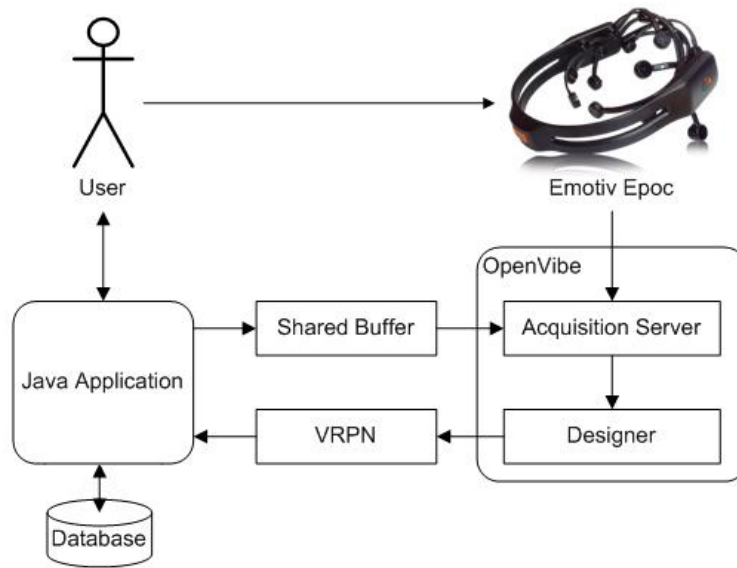 User
Emotiv Epoc
OpenVibe
Shared Buffer
Acquisition Server
Java Application
VRPN
Designer
Database